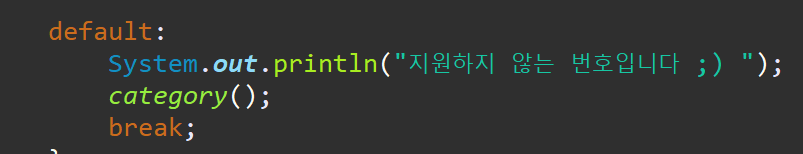 default:
System.out.println("지원하지 않는 번호입니다 ;) ");
category();
break;